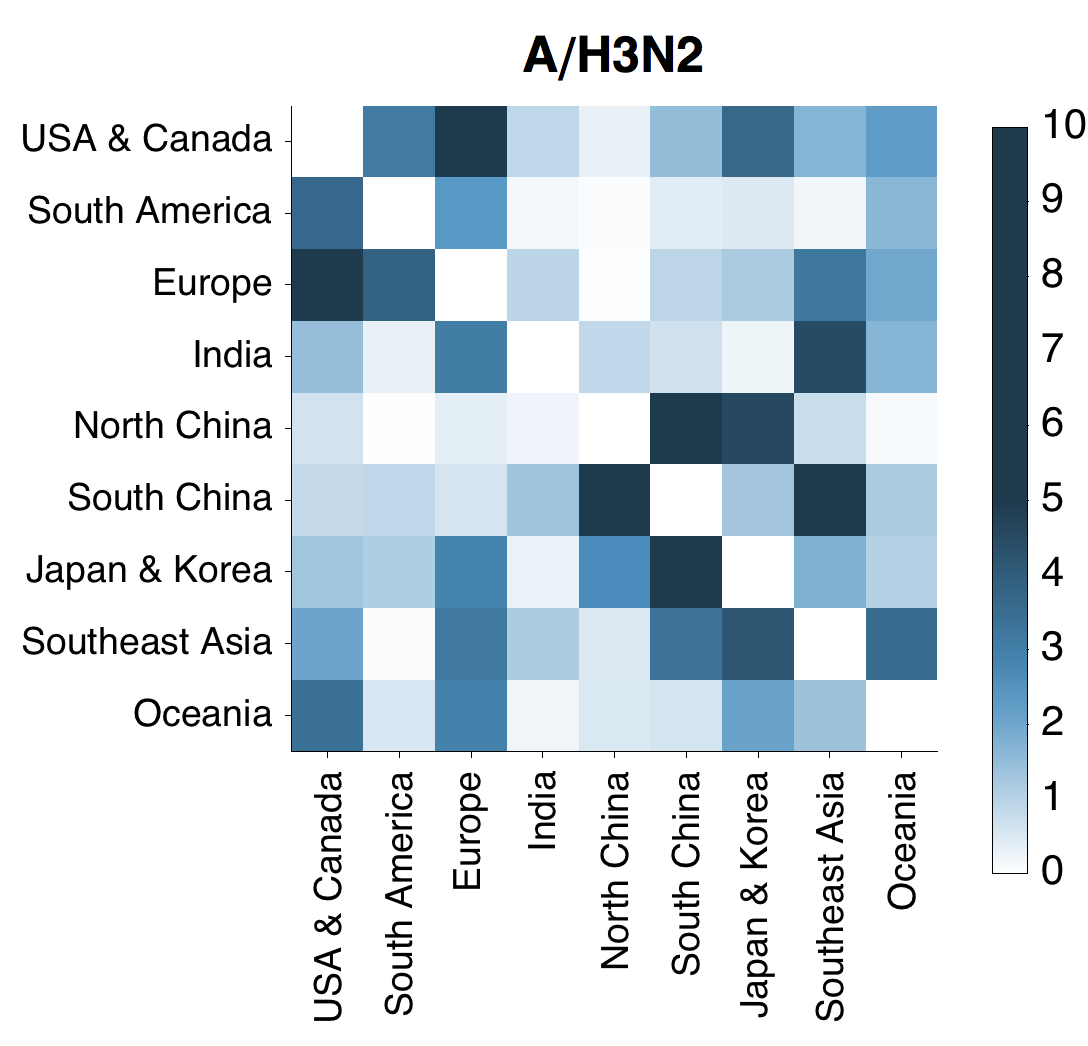 A/H3N2
USA & Canada
South America
Europe
India
North China
South China
Japan & Korea
Southeast Asia
Oceania
USA & Canada
South America
Europe
India
North China
South China
Japan & Korea
Southeast Asia
Oceania
10
9
8
7
6
5
4
3
2
1
0